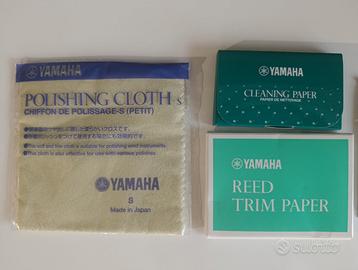 YAMAHA
POLISHING CLOTH S
CHIFFON DE POLISSAGE-S (PETIT)
This soft and fine cloth is suitable for polishing wind instruments.
This cloth is also effective for use with various polishes.
YAMAHA
S
Made in Japan
YAMAHA
CLEANING PAPER
PAPIER DE NETTOYAGE
YAMAHA
REED
TRIM PAPER
Subito.it